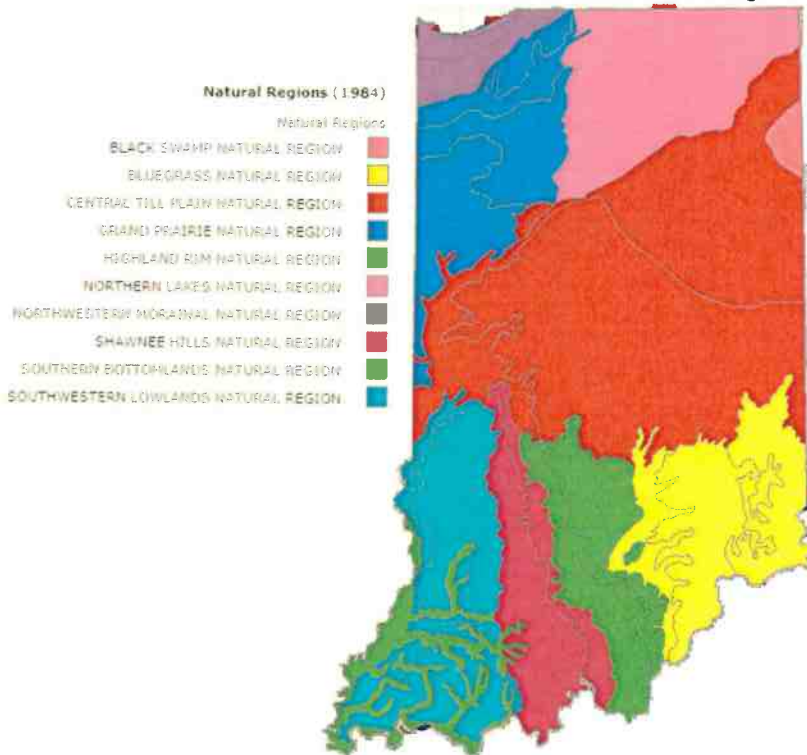 Natural Regions (1984)
Natural Regions
BLACK SWAMP NATURAL REGION
BLUEGRASS NATURAL REGION
CENTRAL TILL PLAIN NATURAL REGION
GRAND PRAIRIE NATURAL REGION
HIGHLAND RIM NATURAL REGION
NORTHERN LAKES NATURAL REGION
NORTHWESTERN MORAINAL NATURAL REGION
SHAWNEE HILLS NATURAL REGION
SOUTHERN BOTTOMLANDS NATURAL REGION
SOUTHWESTERN LOWLANDS NATURAL REGION